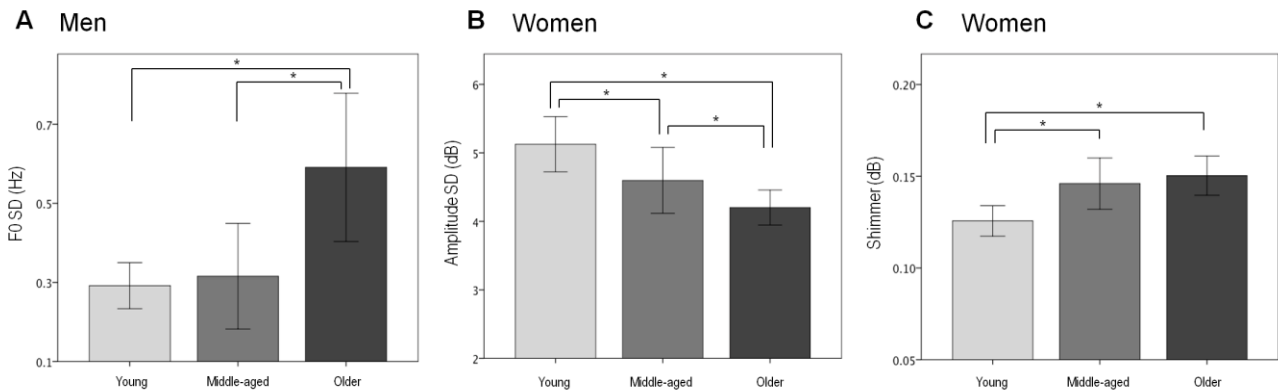 A Men
F0 SD (Hz)
0.7
0.5
0.3
0.1
*
*
Young Middle-aged Older
B Women
Amplitude SD (dB)
6
5
4
3
2
*
*
*
Young Middle-aged Older
C Women
Shimmer (dB)
0.20
0.15
0.10
0.05
*
*
Young Middle-aged Older